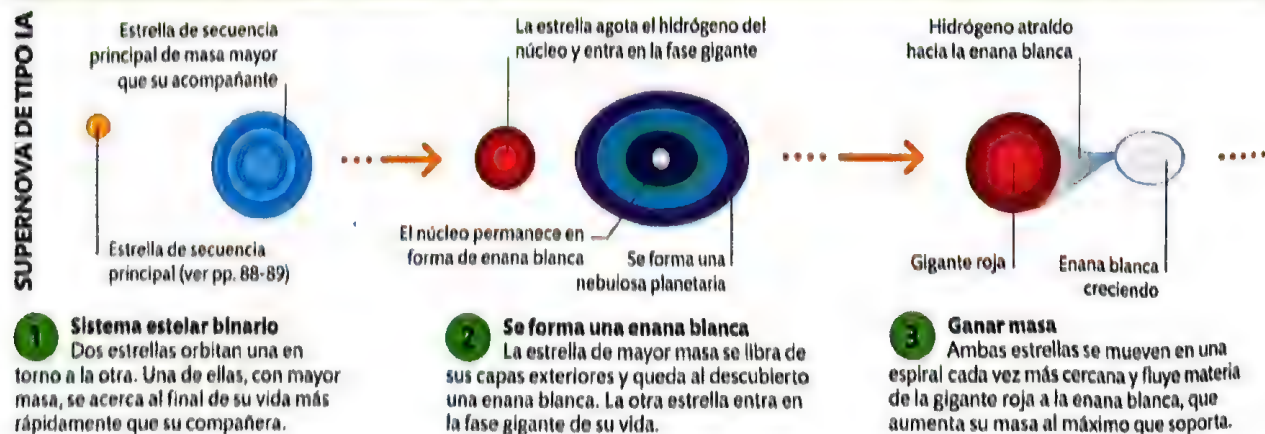 SUPERNOVA DE TIPO IA
Estrella de secuencia
principal de masa mayor
que su acompañante
Estrella de secuencia
principal (ver pp. 88-89)
1 Sistema estelar binario
Dos estrellas orbitan una en
torno a la otra. Una de ellas, con mayor
masa, se acerca al final de su vida más
rápidamente que su compañera.
La estrella agota el hidrógeno del
núcleo y entra en la fase gigante
El núcleo permanece en
forma de enana blanca
Se forma una
nebulosa planetaria
2 Se forma una enana blanca
La estrella de mayor masa se libra de
sus capas exteriores y queda al descubierto
una enana blanca. La otra estrella entra en
la fase gigante de su vida.
Hidrógeno atraído
hacia la enana blanca
Gigante roja
Enana blanca
creciendo
3 Ganar masa
Ambas estrellas se mueven en una
espiral cada vez más cercana y fluye materia
de la gigante roja a la enana blanca, que
aumenta su masa al máximo que soporta.